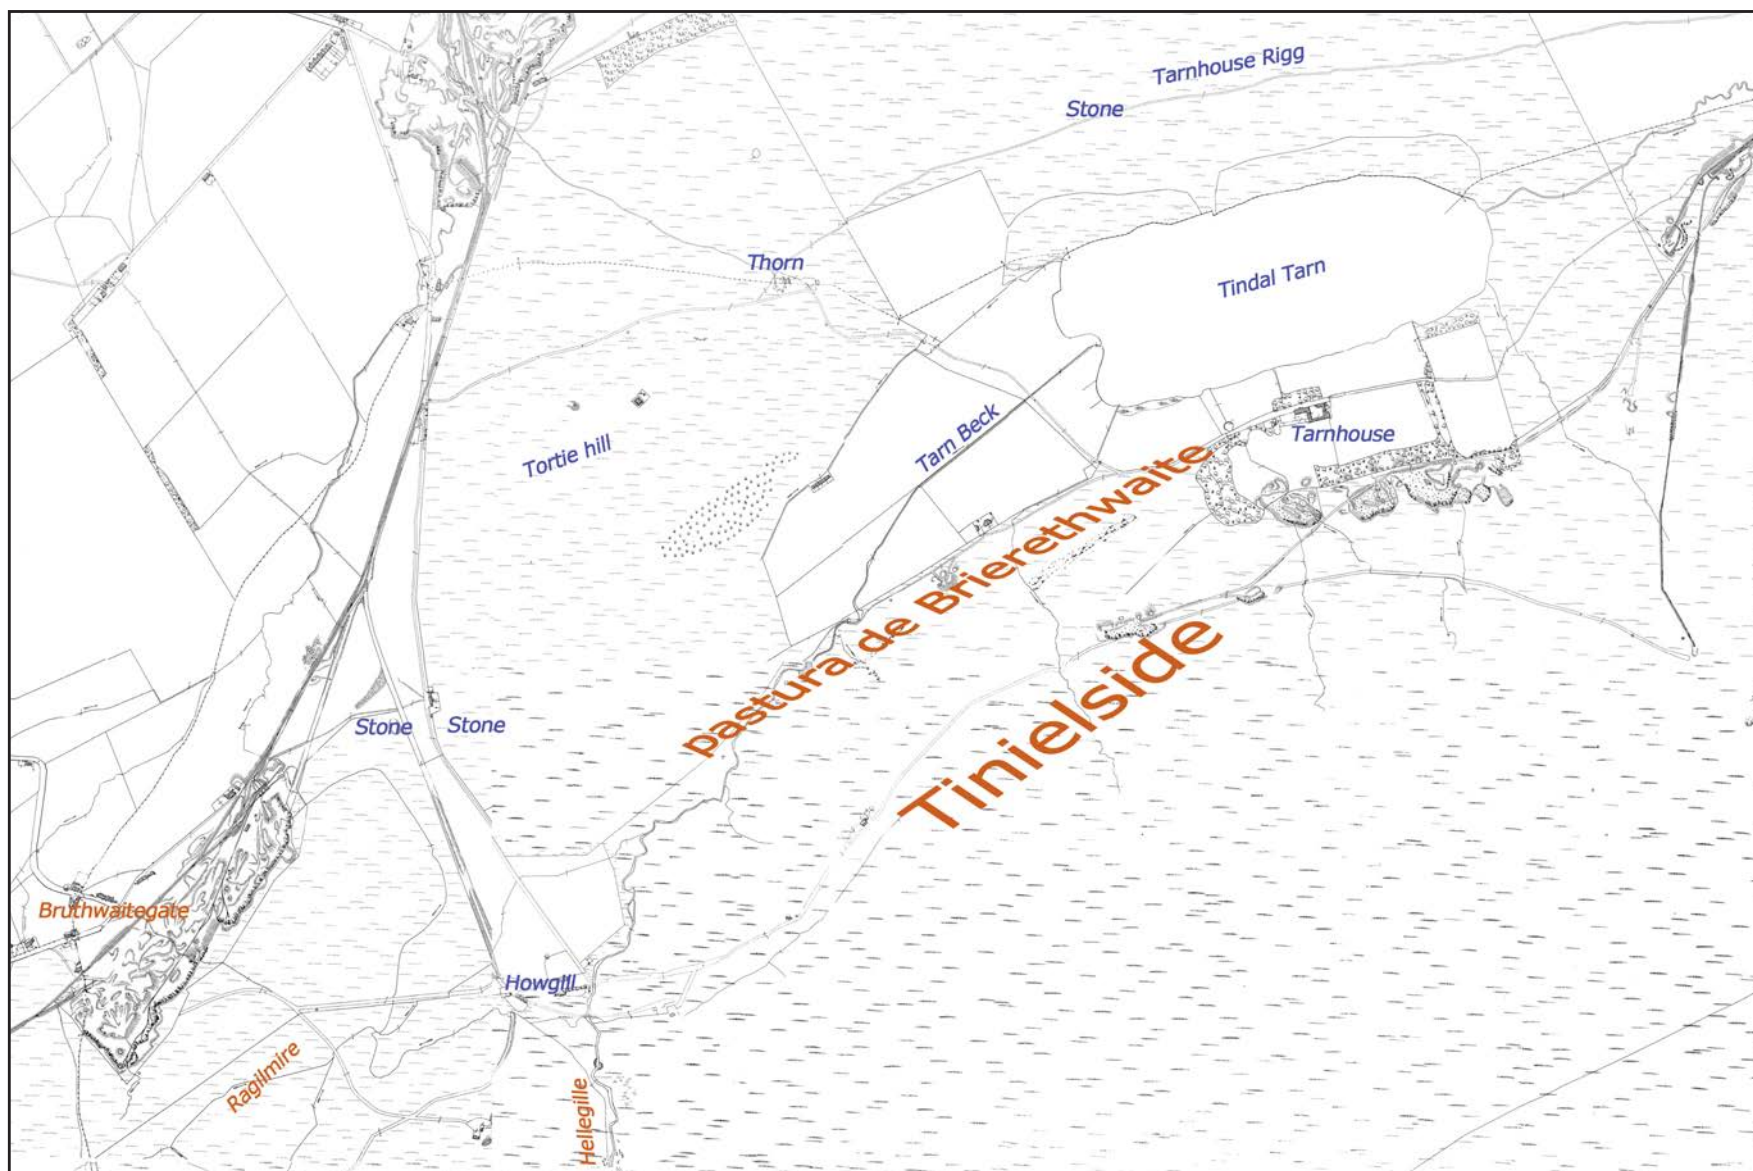 Tarnhouse Rigg
Stone
Thorn
Tindal Tarn
Tarn Beck
Tarnhouse
Tortie hill
pastura de Brierethwaite
Tinielside
Stone
Stone
Bruthwaitegate
Howgill
Ragilmire
Hellegille